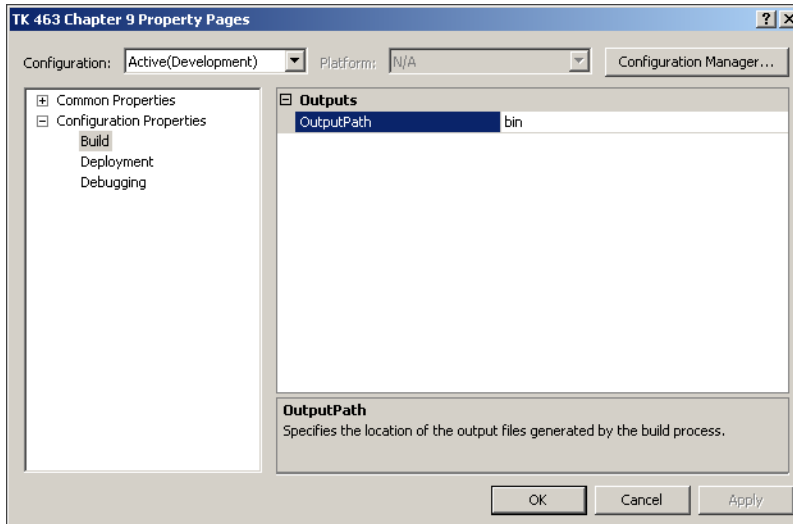 TK 463 Chapter 9 Property Pages
Configuration: Active(Development) Platform: N/A Configuration Manager...
Common Properties
Configuration Properties
Build
Deployment
Debugging
Outputs
OutputPath bin
OutputPath
Specifies the location of the output files generated by the build process.
OK Cancel Apply